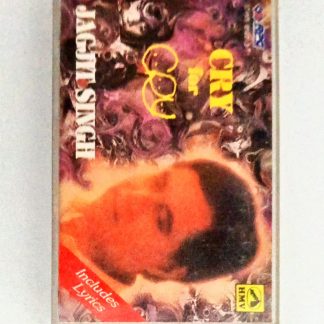 CRY
for
CRY
JAGJIT SINGH
Includes
Lyrics
HMV